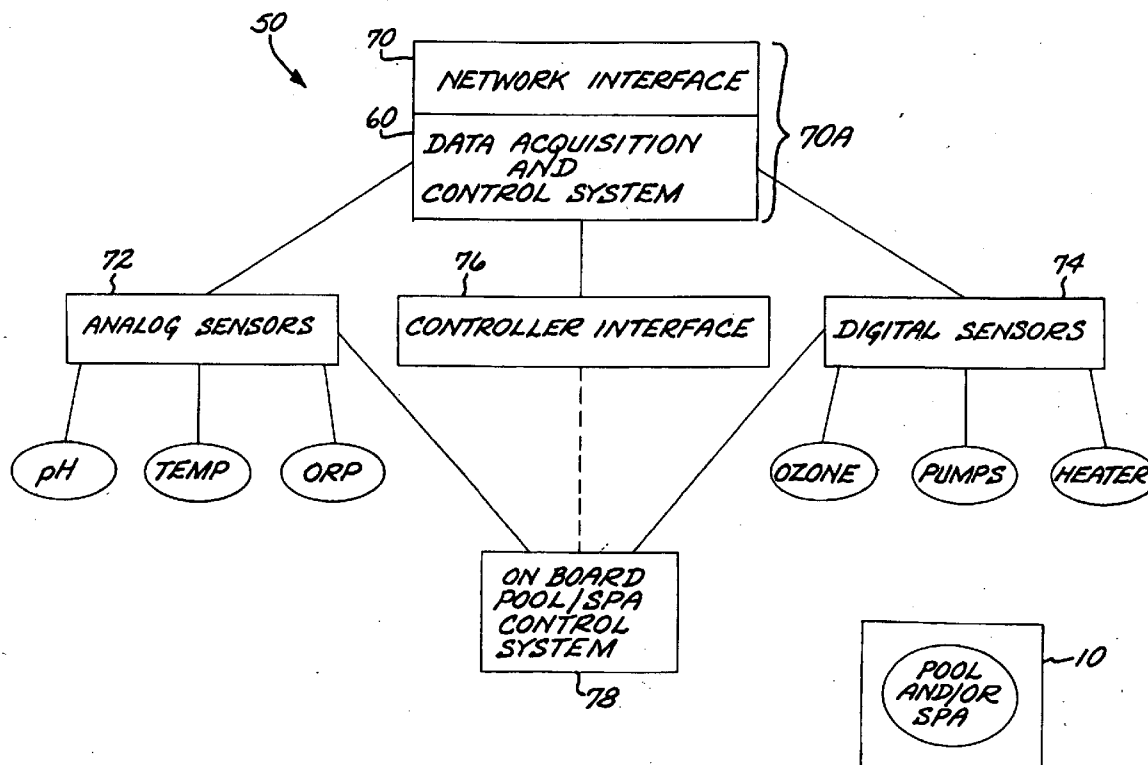 50
70
NETWORK INTERFACE
60
DATA ACQUISITION
AND
CONTROL SYSTEM
70A
72
ANALOG SENSORS
76
CONTROLLER INTERFACE
74
DIGITAL SENSORS
pH
TEMP
ORP
OZONE
PUMPS
HEATER
ON BOARD
POOL/SPA
CONTROL
SYSTEM
78
POOL
AND/OR
SPA
10